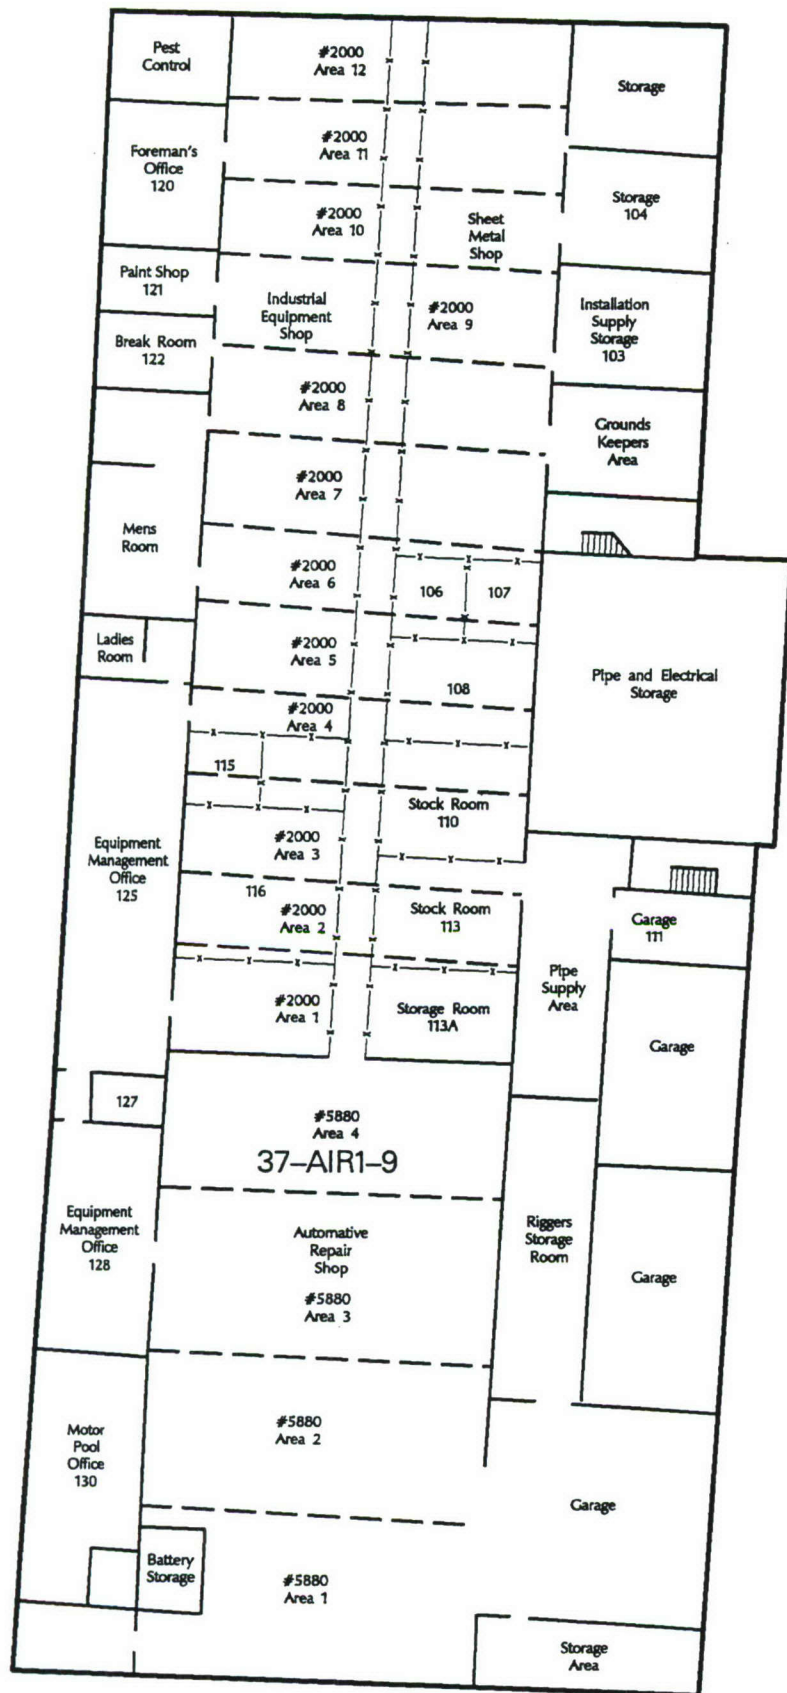 Pest
Control
#2000
Area 12
Storage
#2000
Area 11
Foreman's
Office
120
Storage
104
#2000
Area 10
Sheet
Metal
Shop
Paint Shop
121
Industrial
Equipment
Shop
#2000
Area 9
Installation
Supply
Storage
103
Break Room
122
#2000
Area 8
Grounds
Keepers
Area
#2000
Area 7
Mens
Room
#2000
Area 6
106
107
Ladies
Room
#2000
Area 5
108
Pipe and Electrical
Storage
#2000
Area 4
115
Stock Room
110
Equipment
Management
Office
125
#2000
Area 3
116
#2000
Area 2
Stock Room
113
Garage
111
Pipe
Supply
Area
#2000
Area 1
Storage Room
113A
Garage
127
#5880
Area 4
37–AIR1–9
Equipment
Management
Office
128
Automative
Repair
Shop
Riggers
Storage
Room
Garage
#5880
Area 3
#5880
Area 2
Motor
Pool
Office
130
Garage
Battery
Storage
#5880
Area 1
Storage
Area